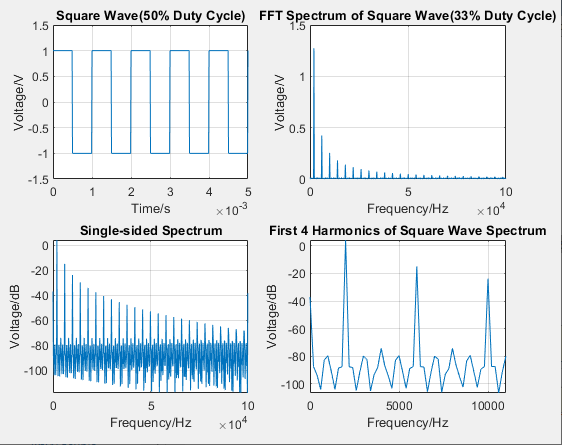 Square Wave(50% Duty Cycle)
FFT Spectrum of Square Wave(33% Duty Cycle)
1.5
1
0.5
0
-0.5
-1
-1.5
Voltage/V
0 1 2 3 4 5
Time/s
×10⁻³
1.5
1
0.5
0
Voltage/V
0 5 10
Frequency/Hz
×10⁴
Single-sided Spectrum
First 4 Harmonics of Square Wave Spectrum
0
-20
-40
-60
-80
-100
Voltage/dB
0 5 10
Frequency/Hz
×10⁴
0
-20
-40
-60
-80
-100
Voltage/dB
0 5000 10000
Frequency/Hz